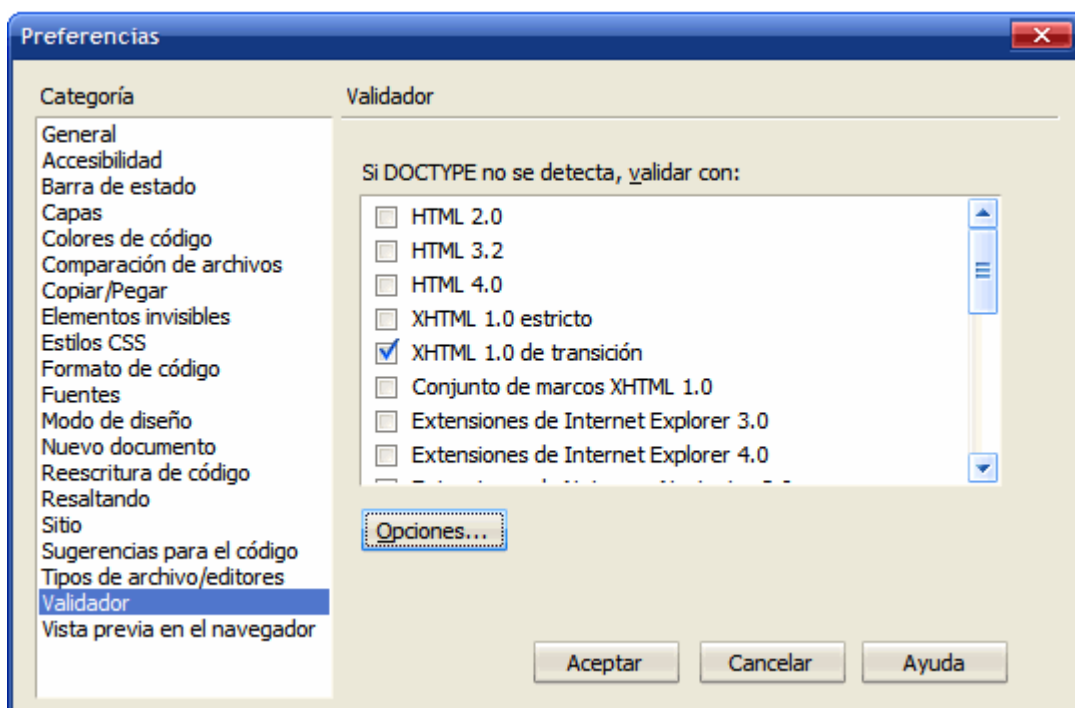 Preferencias
Categoría
General
Accesibilidad
Barra de estado
Capas
Colores de código
Comparación de archivos
Copiar/Pegar
Elementos invisibles
Estilos CSS
Formato de código
Fuentes
Modo de diseño
Nuevo documento
Reescritura de código
Resaltando
Sitio
Sugerencias para el código
Tipos de archivo/editores
Validador
Vista previa en el navegador
Validador
Si DOCTYPE no se detecta, validar con:
HTML 2.0
HTML 3.2
HTML 4.0
XHTML 1.0 estricto
XHTML 1.0 de transición
Conjunto de marcos XHTML 1.0
Extensiones de Internet Explorer 3.0
Extensiones de Internet Explorer 4.0
Opciones...
Aceptar
Cancelar
Ayuda